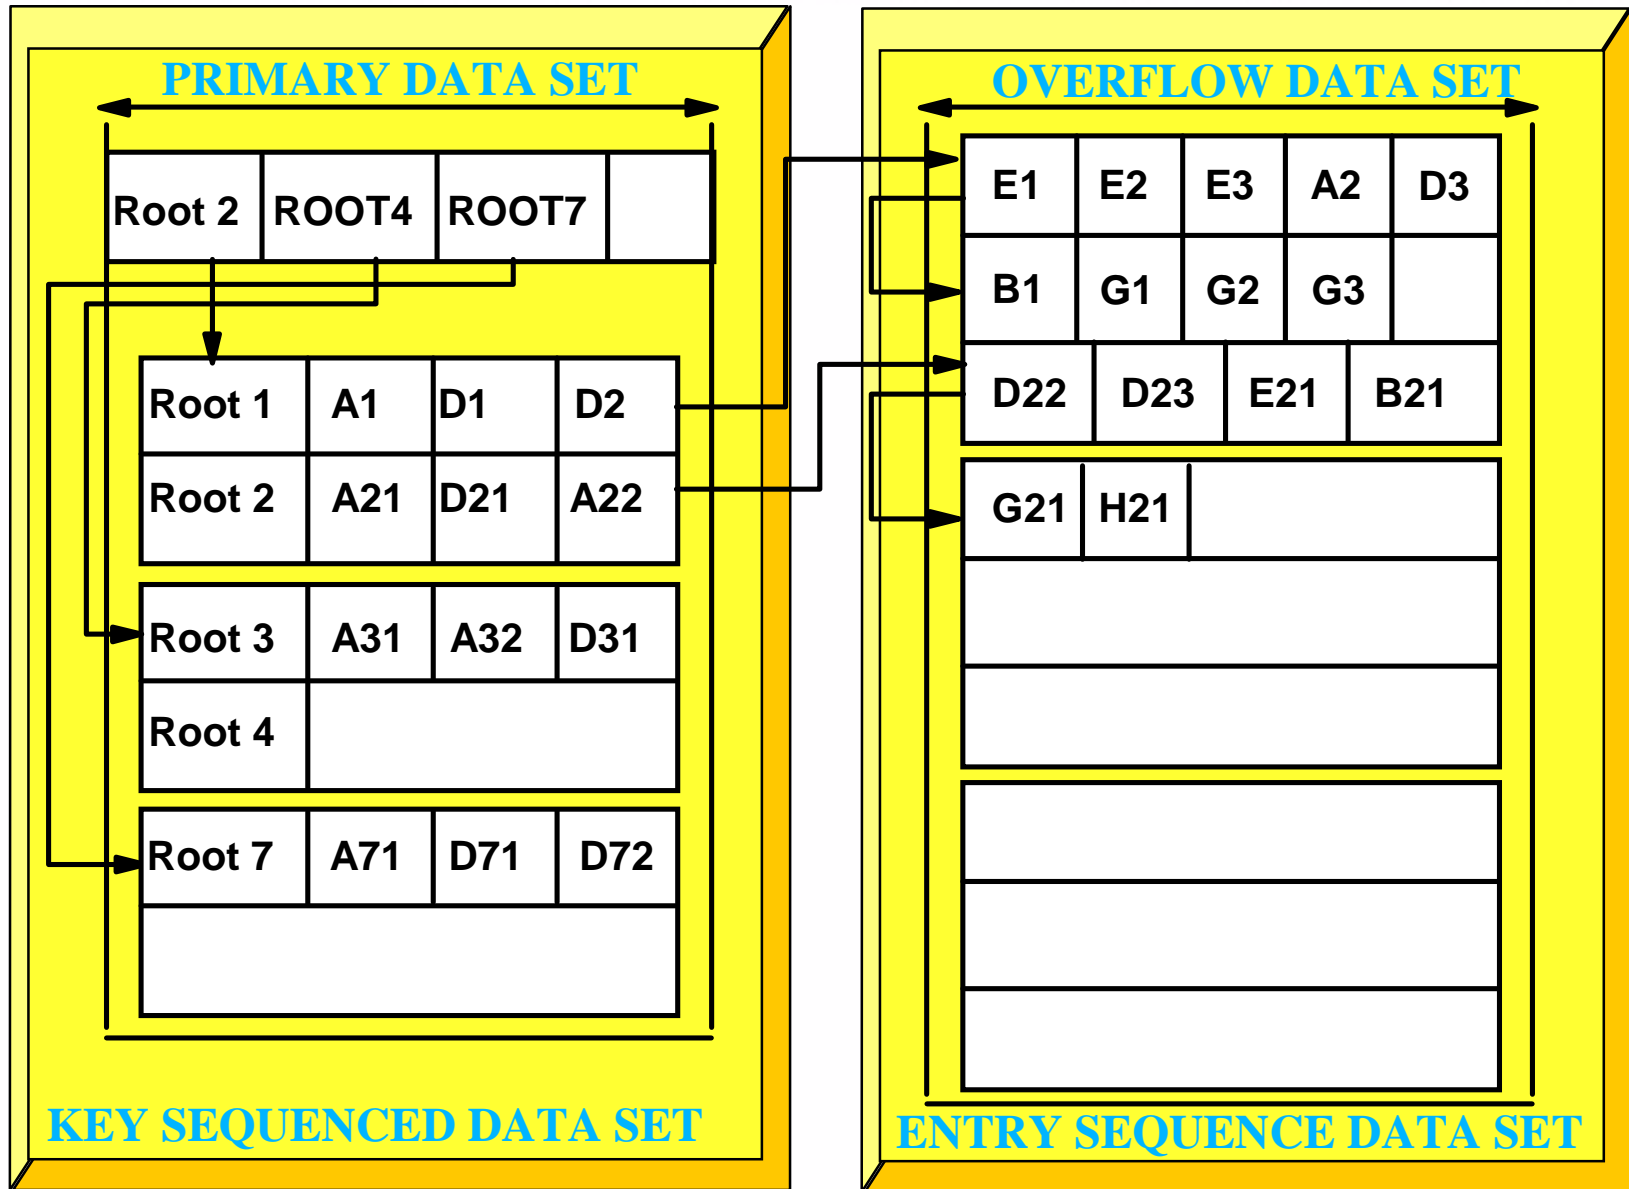 PRIMARY DATA SET
Root 2 ROOT4 ROOT7
Root 1 A1 D1 D2
Root 2 A21 D21 A22
Root 3 A31 A32 D31
Root 4
Root 7 A71 D71 D72
KEY SEQUENCED DATA SET
OVERFLOW DATA SET
E1 E2 E3 A2 D3
B1 G1 G2 G3
D22 D23 E21 B21
G21 H21
ENTRY SEQUENCE DATA SET